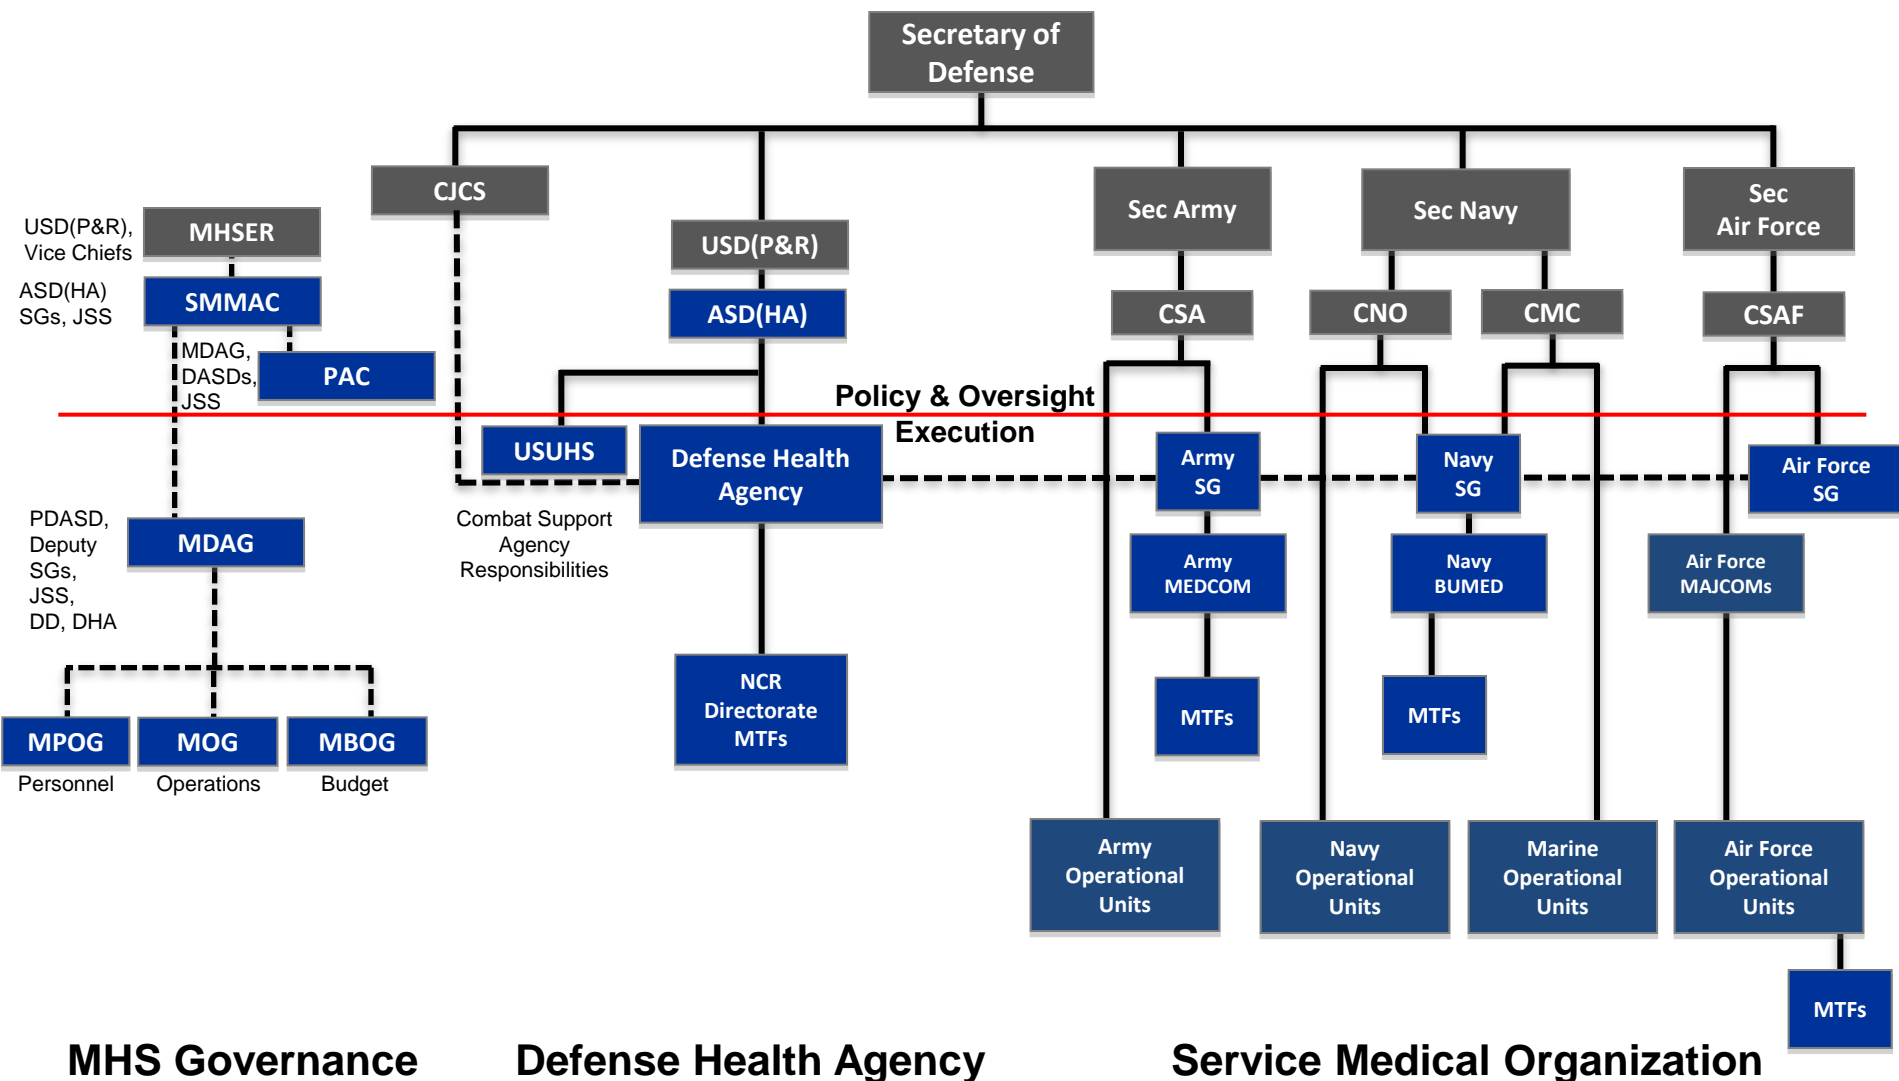 Secretary of
Defense
CJCS
USD(P&R)
ASD(HA)
Sec Army
Sec Navy
Sec
Air Force
CSA
CNO
CMC
CSAF
USD(P&R),
Vice Chiefs
MHSER
ASD(HA)
SGs, JSS
SMMAC
MDAG,
DASDs,
JSS
PAC
Policy & Oversight
Execution
USUHS
Defense Health
Agency
Combat Support
Agency
Responsibilities
Army
SG
Navy
SG
Air Force
SG
PDASD,
Deputy
SGs,
JSS,
DD, DHA
MDAG
Army
MEDCOM
Navy
BUMED
Air Force
MAJCOMs
NCR
Directorate
MTFs
MTFs
MTFs
MPOG
MOG
MBOG
Personnel
Operations
Budget
Army
Operational
Units
Navy
Operational
Units
Marine
Operational
Units
Air Force
Operational
Units
MTFs
MHS Governance
Defense Health Agency
Service Medical Organization